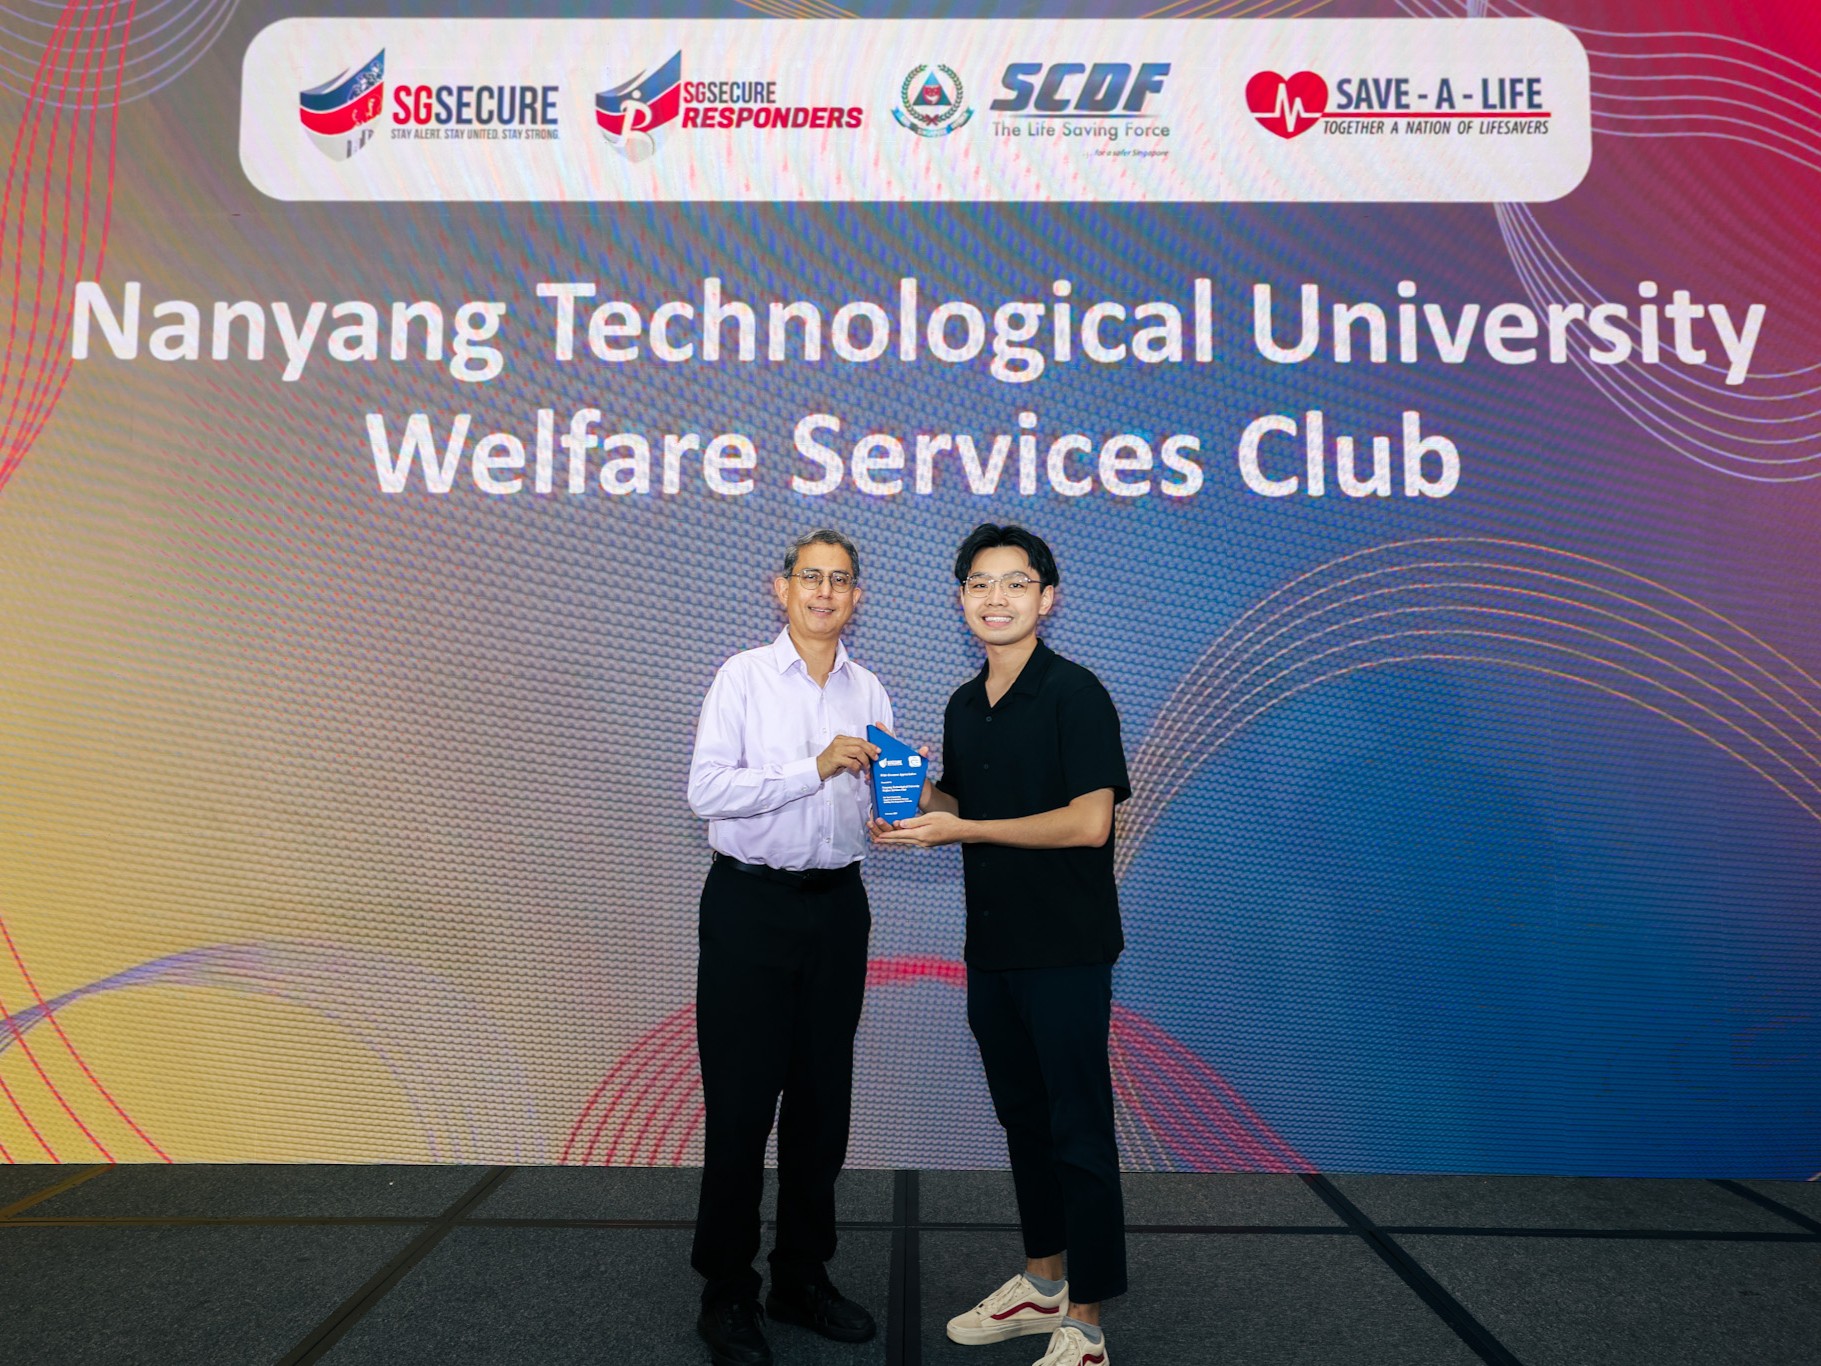 SGSECURE
STAY ALERT. STAY UNITED. STAY STRONG.
SGSECURE
RESPONDERS
SCDF
The Life Saving Force
...for a safer Singapore
SAVE - A - LIFE
TOGETHER A NATION OF LIFESAVERS
Nanyang Technological University
Welfare Services Club